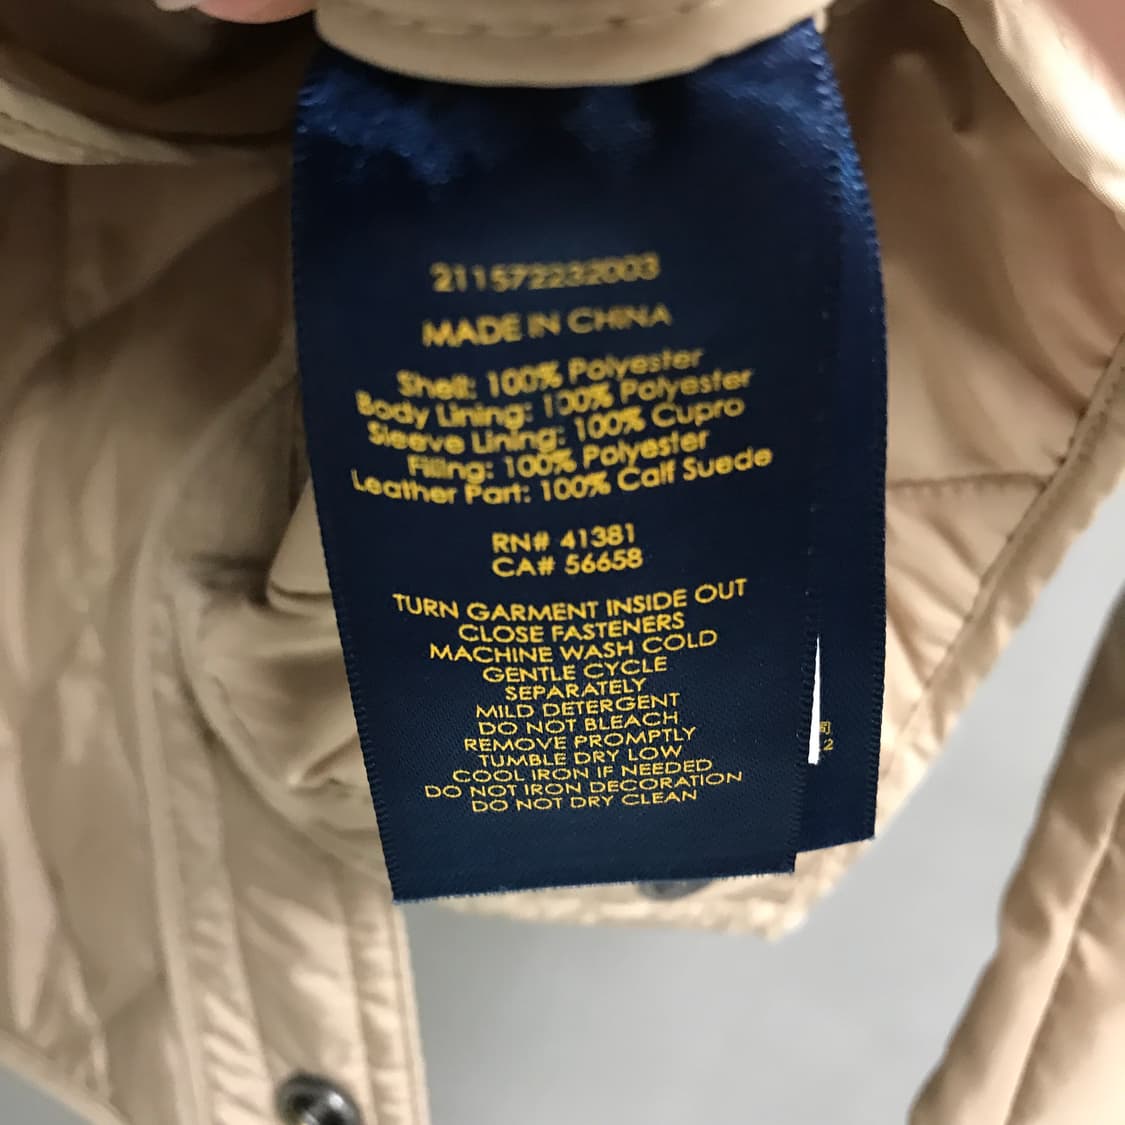 211572232003
MADE IN CHINA
Shell: 100% Polyester
Body Lining: 100% Polyester
Sleeve Lining: 100% Cupro
Filling: 100% Polyester
Leather Part: 100% Calf Suede
RN# 41381
CA# 56658
TURN GARMENT INSIDE OUT
CLOSE FASTENERS
MACHINE WASH COLD
GENTLE CYCLE
SEPARATELY
MILD DETERGENT
DO NOT BLEACH
REMOVE PROMPTLY
TUMBLE DRY LOW
COOL IRON IF NEEDED
DO NOT IRON DECORATION
DO NOT DRY CLEAN
司
2